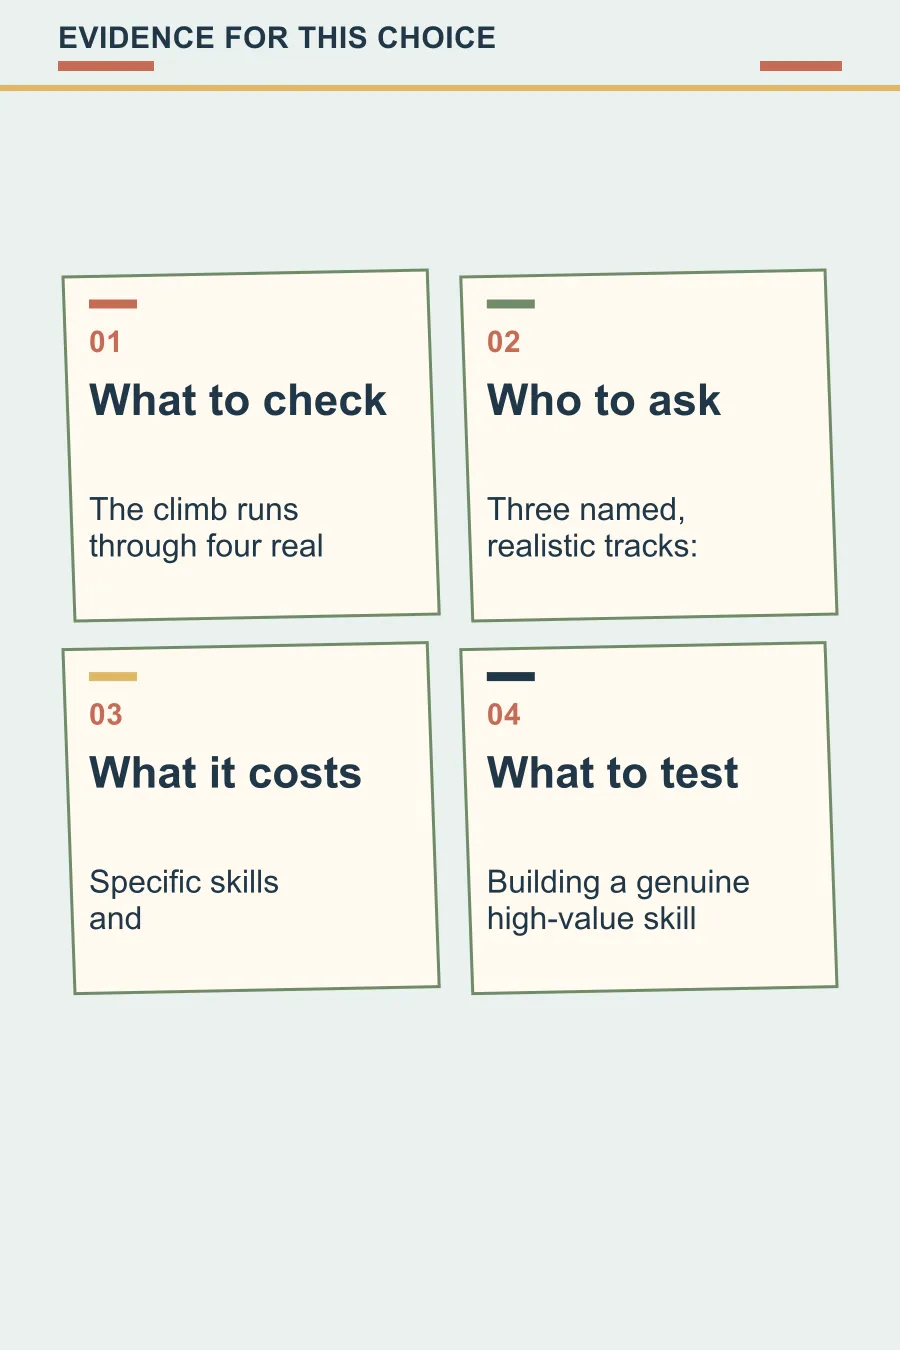 EVIDENCE FOR THIS CHOICE
01
What to check
The climb runs
through four real
02
Who to ask
Three named,
realistic tracks:
03
What it costs
Specific skills
and
04
What to test
Building a genuine
high-value skill